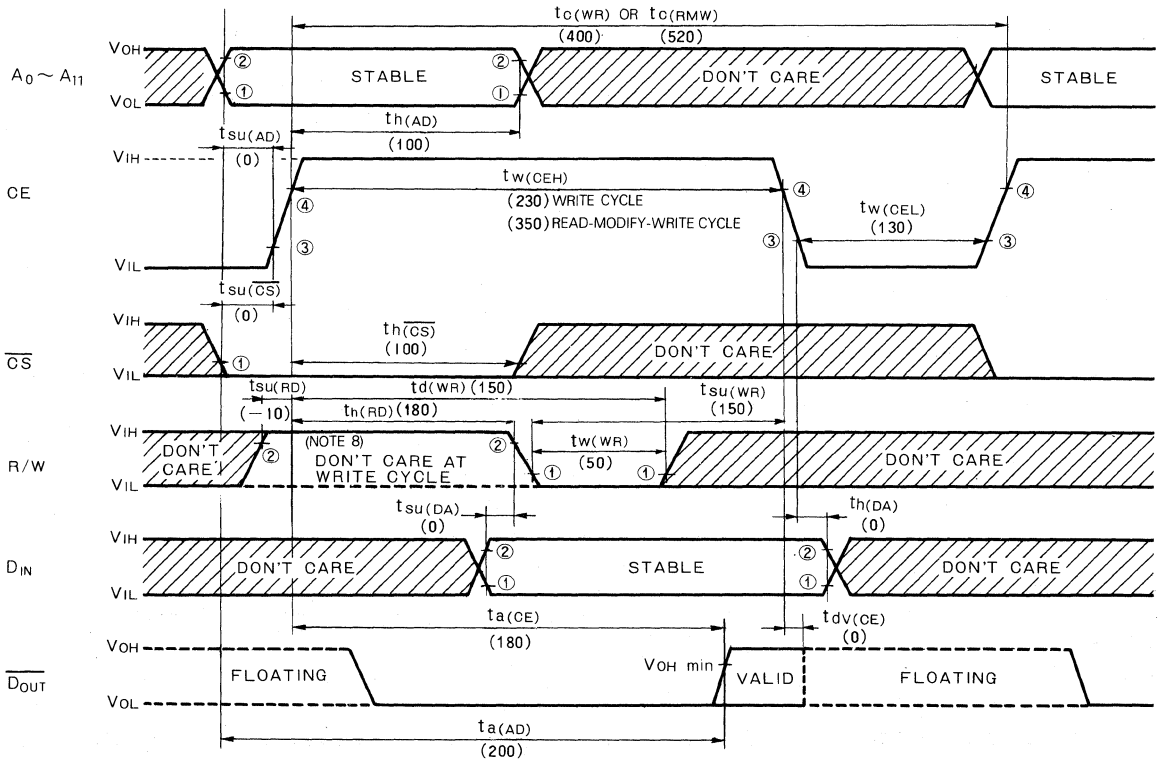 tc(WR) OR tc(RMW)
(400) (520)
A0～A11
VOH
VOL
② STABLE ②
① ①
DON'T CARE
STABLE
tsu(AD)
(0)
th(AD)
(100)
CE
VIH
VIL
tw(CEH)
(230) WRITE CYCLE
(350) READ-MODIFY-WRITE CYCLE
④ ④ ④
③ ③ ③
tw(CEL)
(130)
tsu(C̅S̅)
(0)
C̅S̅
VIH
VIL
①
th(C̅S̅)
(100)
DON'T CARE
tsu(RD)
(−10)
td(WR) (150)
th(RD) (180)
tsu(WR)
(150)
R/W
VIH
VIL
DON'T
CARE
②
(NOTE 8)
DON'T CARE AT
WRITE CYCLE
②
① ①
tw(WR)
(50)
DON'T CARE
tsu(DA)
(0)
th(DA)
(0)
DIN
VIH
VIL
DON'T CARE
② ②
① STABLE ①
DON'T CARE
ta(CE)
(180)
tdv(CE)
(0)
D̅O̅U̅T̅
VOH
VOL
FLOATING
VOH min
VALID
FLOATING
ta(AD)
(200)